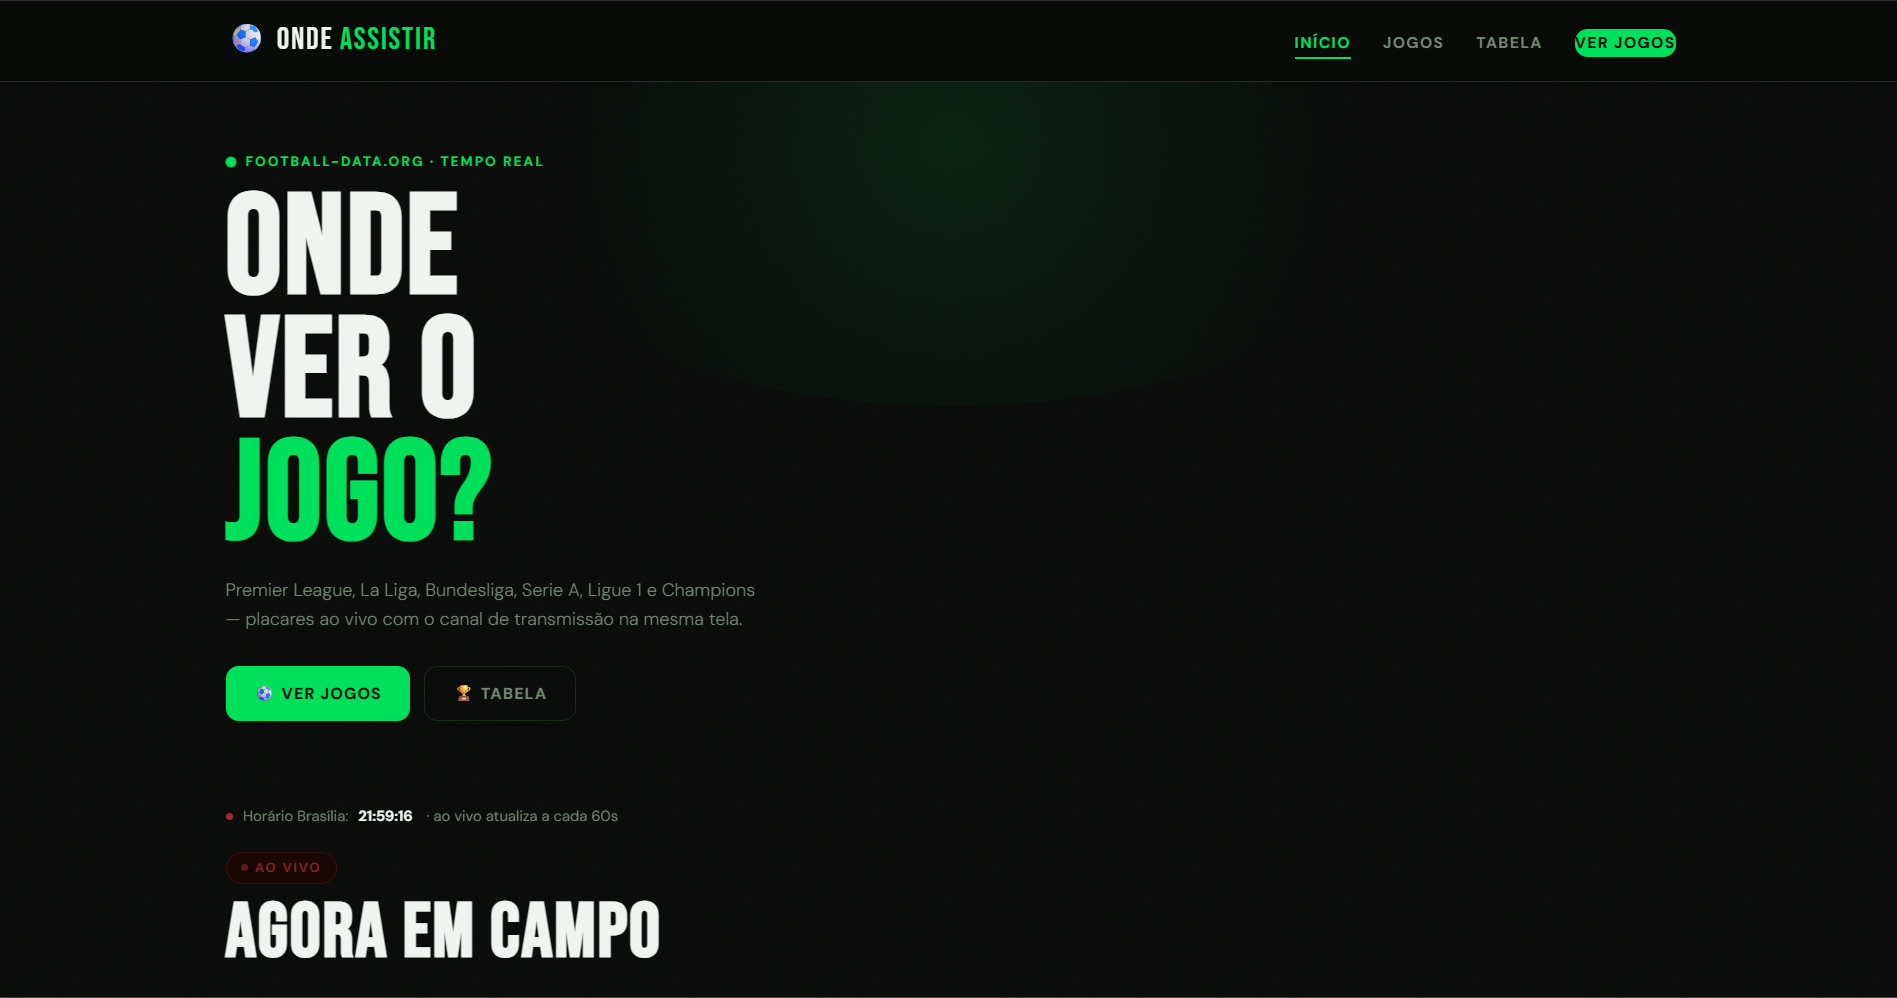 ONDE ASSISTIR
INÍCIO JOGOS TABELA VER JOGOS
FOOTBALL-DATA.ORG · TEMPO REAL
ONDE
VER O
JOGO?
Premier League, La Liga, Bundesliga, Serie A, Ligue 1 e Champions
— placares ao vivo com o canal de transmissão na mesma tela.
VER JOGOS TABELA
Horário Brasília: 21:59:16 · ao vivo atualiza a cada 60s
AO VIVO
AGORA EM CAMPO